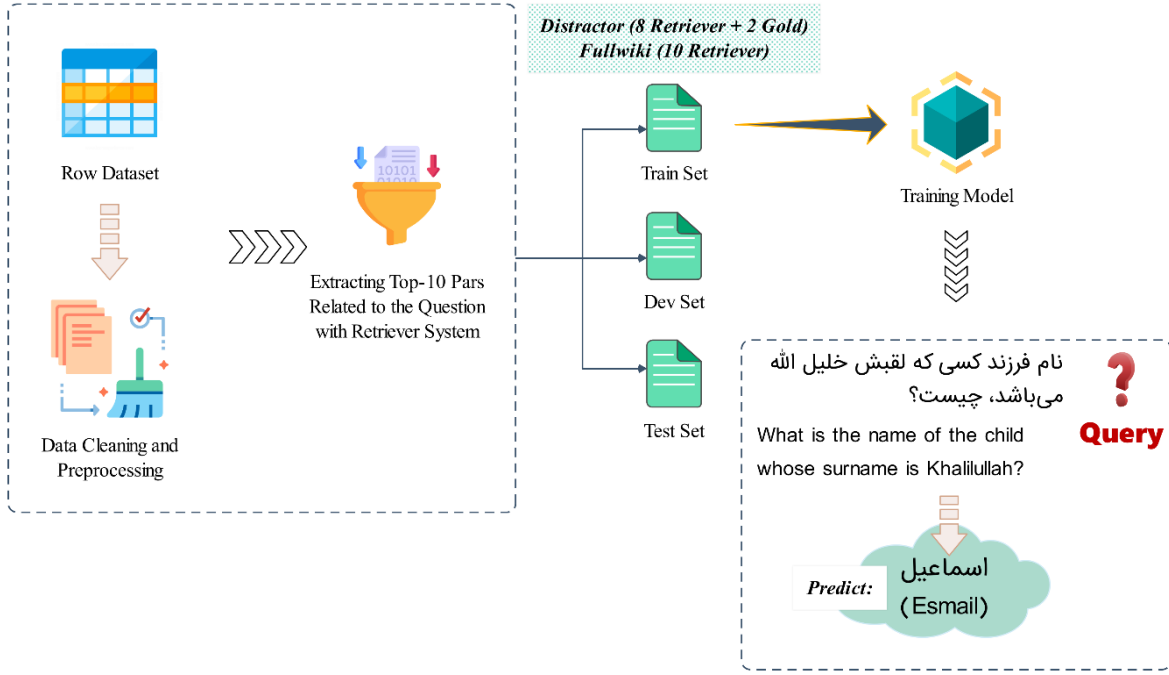 Distractor (8 Retriever + 2 Gold)
Fullwiki (10 Retriever)
Row Dataset
10101
01010
Extracting Top-10 Pars
Related to the Question
with Retriever System
Data Cleaning and
Preprocessing
Train Set
Dev Set
Test Set
Training Model
نام فرزند کسی که لقبش خلیل الله
می‌باشد، چیست؟
?
Query
What is the name of the child
whose surname is Khalilullah?
Predict:
اسماعیل
(Esmail)